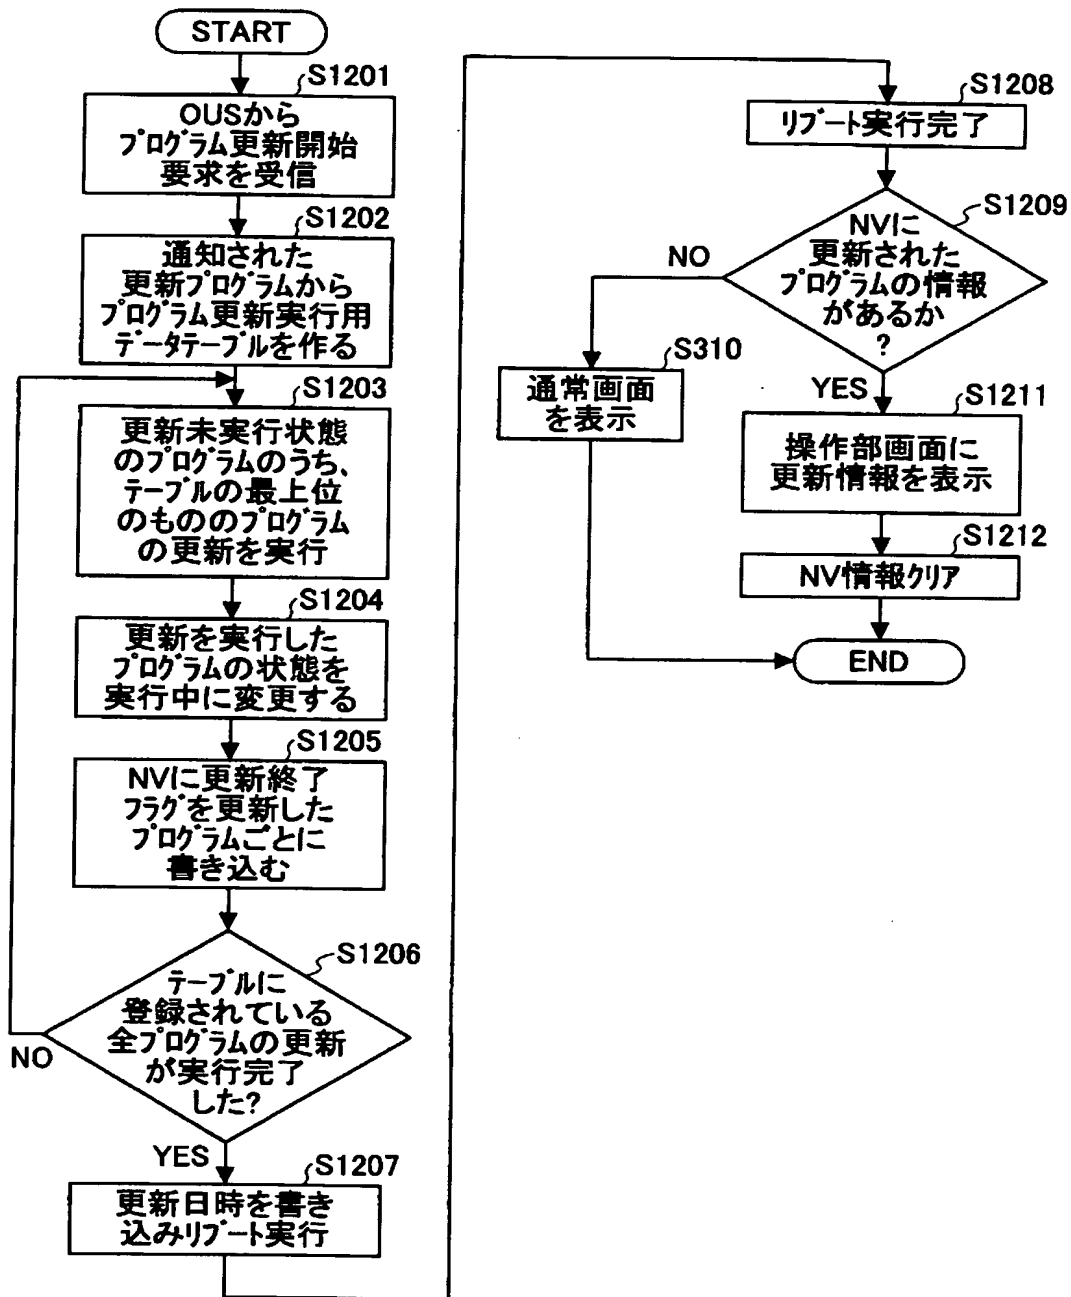 START
S1201
OUSから
プログラム更新開始
要求を受信
S1202
通知された
更新プログラムから
プログラム更新実行用
データテーブルを作る
S1203
更新未実行状態
のプログラムのうち、
テーブルの最上位
のもののプログラム
の更新を実行
S1204
更新を実行した
プログラムの状態を
実行中に変更する
S1205
NVに更新終了
フラグを更新した
プログラムごとに
書き込む
S1206
テーブルに
登録されている
全プログラムの更新
が実行完了
した?
NO
YES
S1207
更新日時を書き
込みリブート実行
S1208
リブート実行完了
S1209
NVに
更新された
プログラムの情報
があるか
?
NO
S310
通常画面
を表示
YES
S1211
操作部画面に
更新情報を表示
S1212
NV情報クリア
END